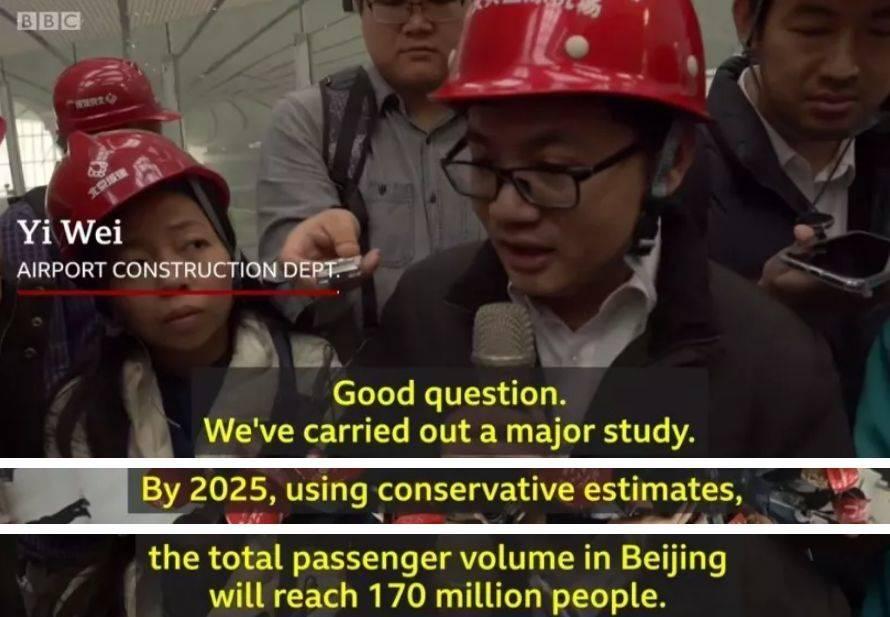 BBC
Yi Wei
AIRPORT CONSTRUCTION DEPT.
Good question.
We've carried out a major study.
By 2025, using conservative estimates,
the total passenger volume in Beijing
will reach 170 million people.